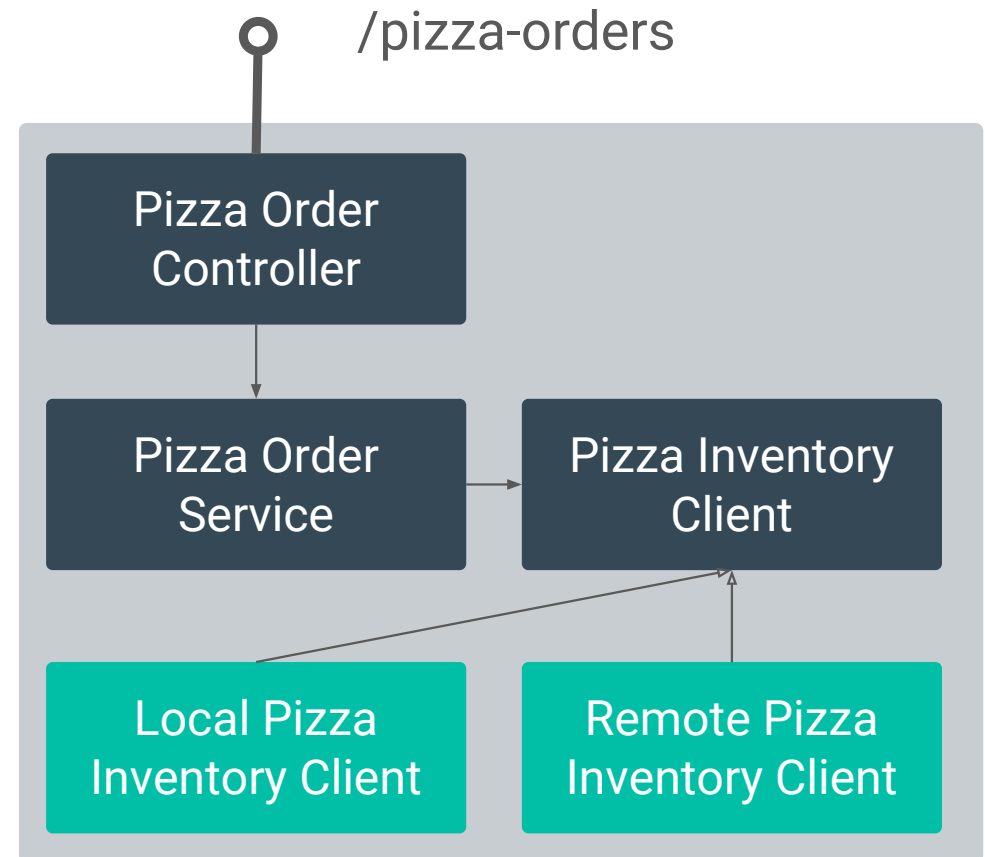 /pizza-orders
Pizza Order
Controller
Pizza Order
Service
Pizza Inventory
Client
Local Pizza
Inventory Client
Remote Pizza
Inventory Client